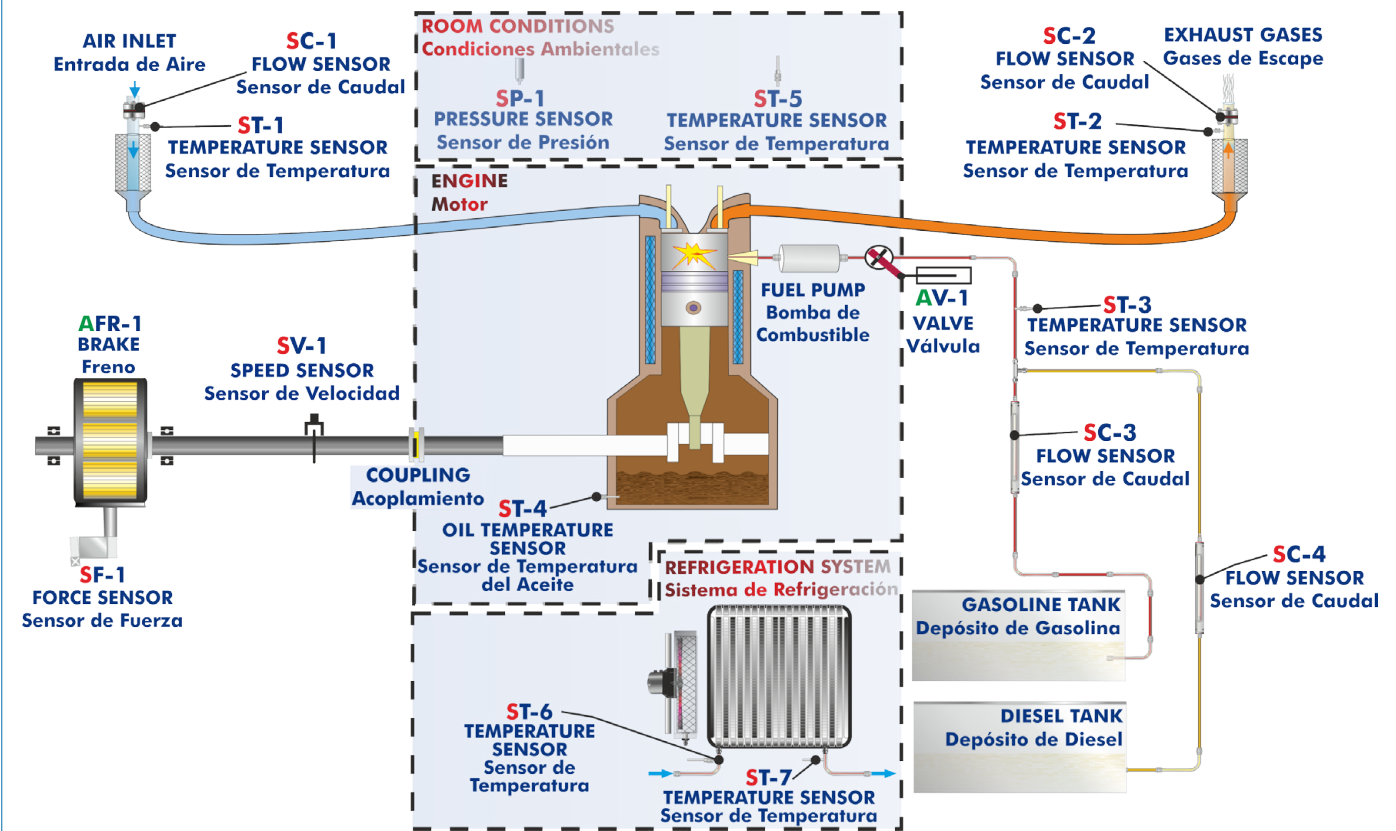 AIR INLET
Entrada de Aire
SC-1
FLOW SENSOR
Sensor de Caudal
ST-1
TEMPERATURE SENSOR
Sensor de Temperatura
ROOM CONDITIONS
Condiciones Ambientales
SP-1
PRESSURE SENSOR
Sensor de Presión
ST-5
TEMPERATURE SENSOR
Sensor de Temperatura
SC-2
FLOW SENSOR
Sensor de Caudal
EXHAUST GASES
Gases de Escape
ST-2
TEMPERATURE SENSOR
Sensor de Temperatura
ENGINE
Motor
FUEL PUMP
Bomba de
Combustible
AV-1
VALVE
Válvula
ST-3
TEMPERATURE SENSOR
Sensor de Temperatura
AFR-1
BRAKE
Freno
SV-1
SPEED SENSOR
Sensor de Velocidad
COUPLING
Acoplamiento
SC-3
FLOW SENSOR
Sensor de Caudal
ST-4
OIL TEMPERATURE
SENSOR
Sensor de Temperatura
del Aceite
SF-1
FORCE SENSOR
Sensor de Fuerza
REFRIGERATION SYSTEM
Sistema de Refrigeración
SC-4
FLOW SENSOR
Sensor de Caudal
GASOLINE TANK
Depósito de Gasolina
ST-6
TEMPERATURE
SENSOR
Sensor de
Temperatura
DIESEL TANK
Depósito de Diesel
ST-7
TEMPERATURE SENSOR
Sensor de Temperatura